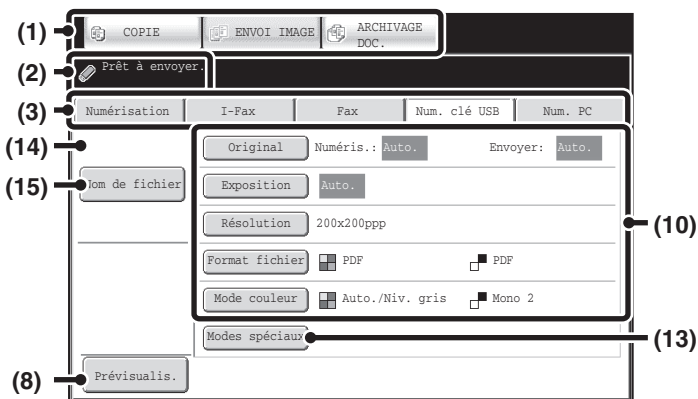 (1) COPIE ENVOI IMAGE ARCHIVAGE DOC.
(2) Prêt à envoyer.
(3) Numérisation I-Fax Fax Num. clé USB Num. PC
(14) Original Numéris.: Auto. Envoyer: Auto.
(15) Nom de fichier Exposition Auto.
Résolution 200x200ppp (10)
Format fichier PDF PDF
Mode couleur Auto./Niv. gris Mono 2
Modes spéciaux (13)
(8) Prévisualis.